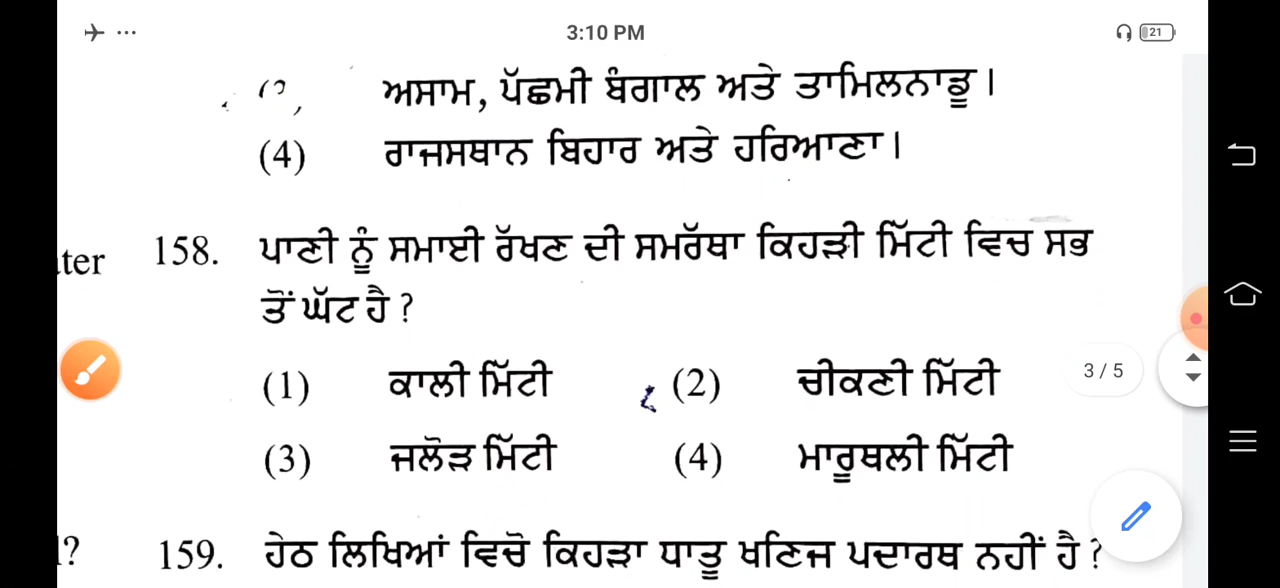 3:10 PM
21
ਅਸਾਮ, ਪੱਛਮੀ ਬੰਗਾਲ ਅਤੇ ਤਾਮਿਲਨਾਡੂ।
(4) ਰਾਜਸਥਾਨ ਬਿਹਾਰ ਅਤੇ ਹਰਿਆਣਾ।
ter 158. ਪਾਣੀ ਨੂੰ ਸਮਾਈ ਰੱਖਣ ਦੀ ਸਮਰੱਥਾ ਕਿਹੜੀ ਮਿੱਟੀ ਵਿਚ ਸਭ
ਤੋਂ ਘੱਟ ਹੈ ?
(1) ਕਾਲੀ ਮਿੱਟੀ (2) ਚੀਕਣੀ ਮਿੱਟੀ
3 / 5
(3) ਜਲੋੜ ਮਿੱਟੀ (4) ਮਾਰੂਥਲੀ ਮਿੱਟੀ
? 159. ਹੇਠ ਲਿਖਿਆਂ ਵਿਚੋ ਕਿਹੜਾ ਧਾਤੂ ਖਣਿਜ ਪਦਾਰਥ ਨਹੀਂ ਹੈ ?